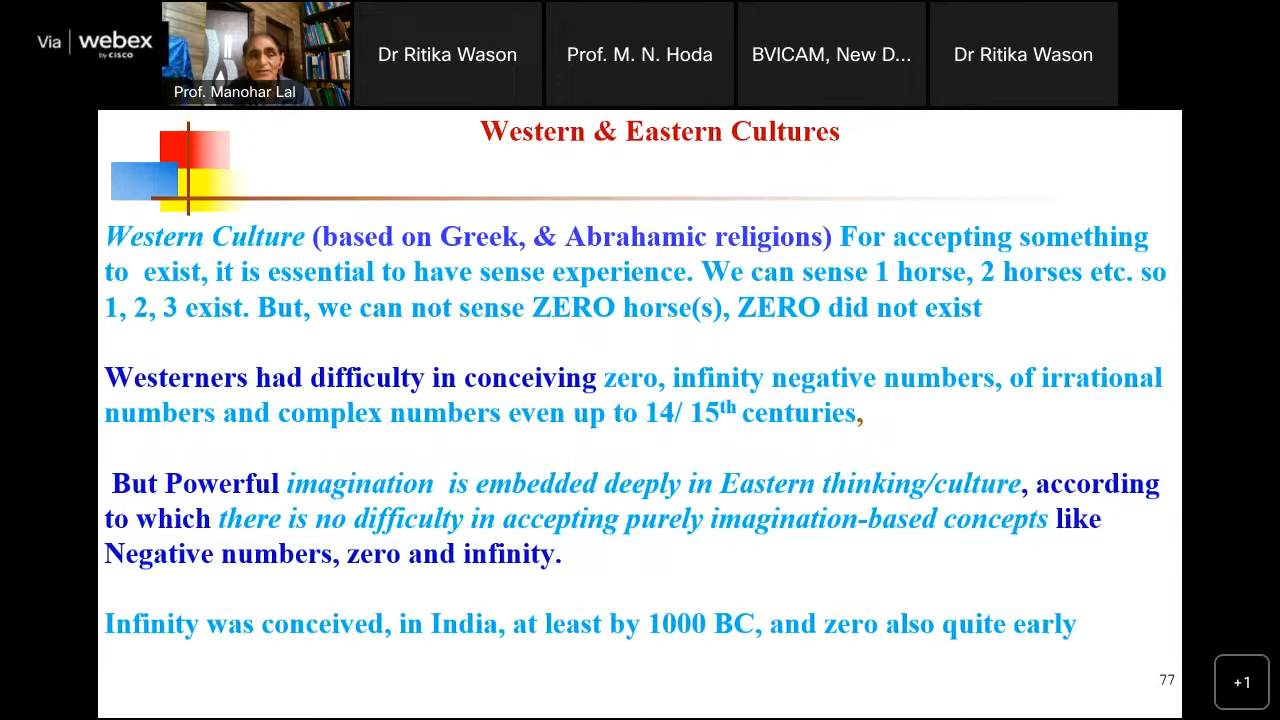 Via | webex
by CISCO
Prof. Manohar Lal
Dr Ritika Wason
Prof. M. N. Hoda
BVICAM, New D...
Dr Ritika Wason
Western & Eastern Cultures
Western Culture (based on Greek, & Abrahamic religions) For accepting something
to exist, it is essential to have sense experience. We can sense 1 horse, 2 horses etc. so
1, 2, 3 exist. But, we can not sense ZERO horse(s), ZERO did not exist
Westerners had difficulty in conceiving zero, infinity negative numbers, of irrational
numbers and complex numbers even up to 14/ 15th centuries,
But Powerful imagination is embedded deeply in Eastern thinking/culture, according
to which there is no difficulty in accepting purely imagination-based concepts like
Negative numbers, zero and infinity.
Infinity was conceived, in India, at least by 1000 BC, and zero also quite early
77
+1